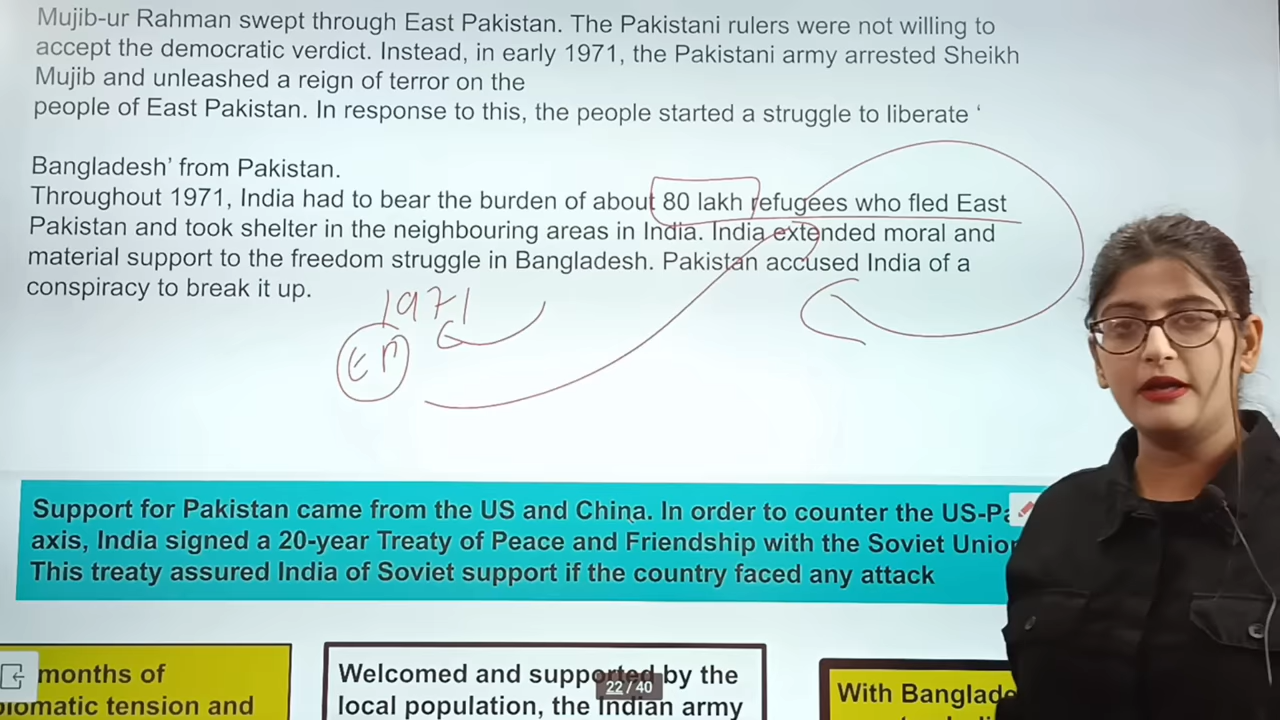 Mujib-ur Rahman swept through East Pakistan. The Pakistani rulers were not willing to
accept the democratic verdict. Instead, in early 1971, the Pakistani army arrested Sheikh
Mujib and unleashed a reign of terror on the
people of East Pakistan. In response to this, the people started a struggle to liberate ‘
Bangladesh’ from Pakistan.
Throughout 1971, India had to bear the burden of about 80 lakh refugees who fled East
Pakistan and took shelter in the neighbouring areas in India. India extended moral and
material support to the freedom struggle in Bangladesh. Pakistan accused India of a
conspiracy to break it up.
1971
Support for Pakistan came from the US and China. In order to counter the US-Pa
axis, India signed a 20-year Treaty of Peace and Friendship with the Soviet Union
This treaty assured India of Soviet support if the country faced any attack
months of
plomatic tension and
Welcomed and supported by the
local population, the Indian army
With Banglade
22 / 40